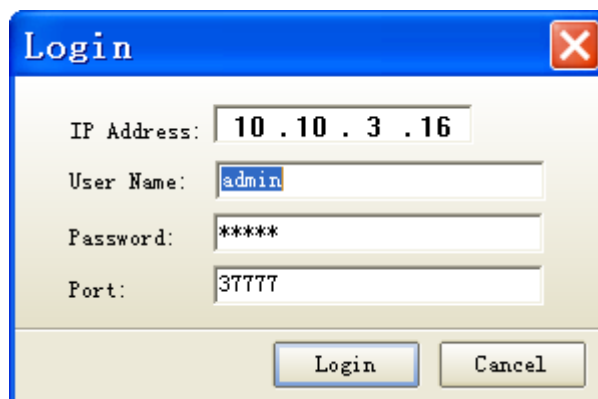 Login
IP Address: 10 .10 . 3 .16
User Name: admin
Password: *****
Port: 37777
Login Cancel